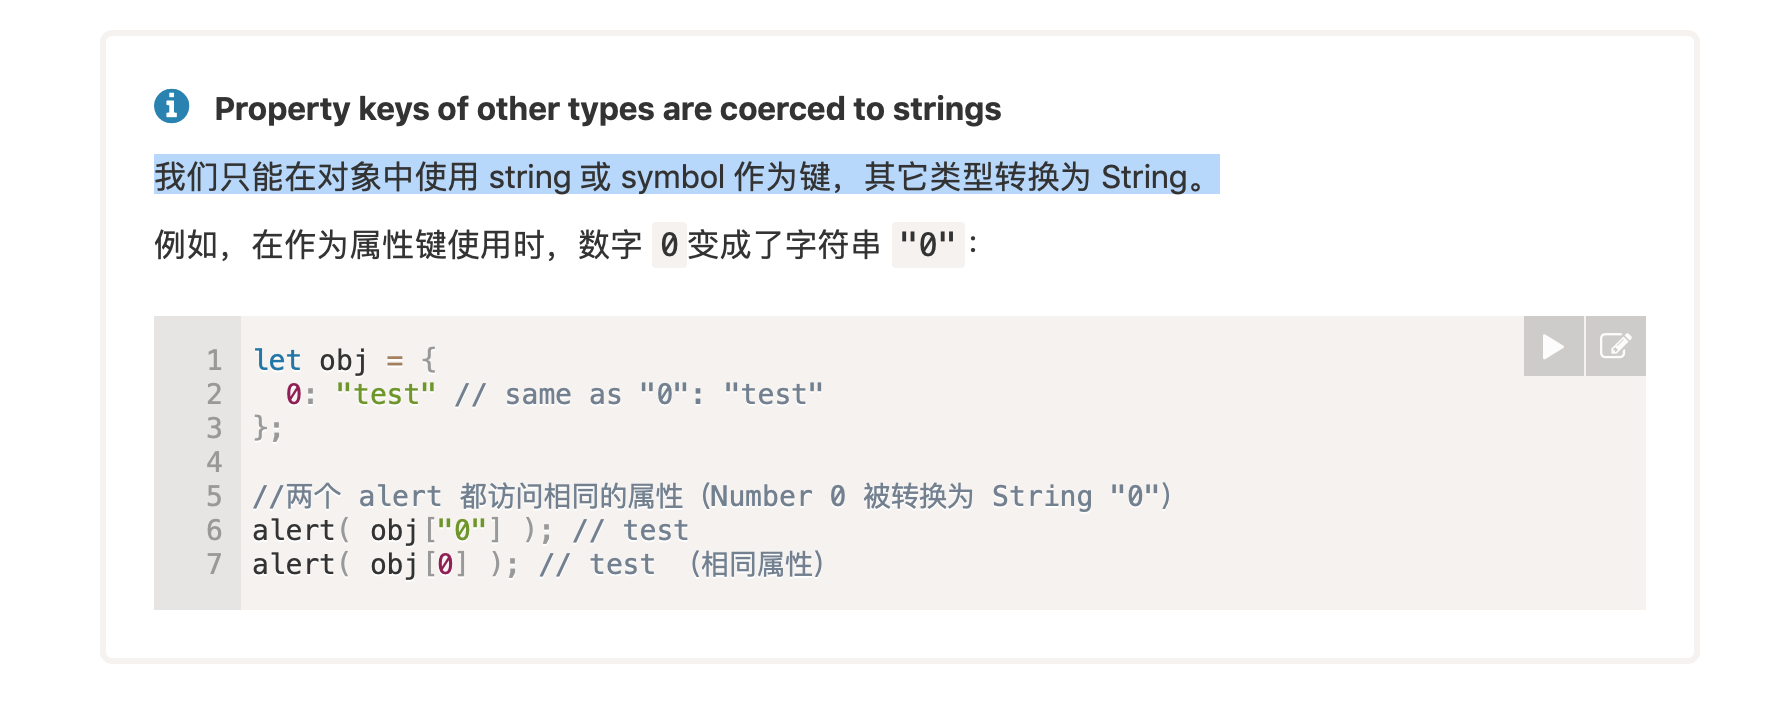 Property keys of other types are coerced to strings
我们只能在对象中使用 string 或 symbol 作为键，其它类型转换为 String。
例如，在作为属性键使用时，数字 0 变成了字符串 "0"：
1 let obj = {
2   0: "test" // same as "0": "test"
3 };
4
5 //两个 alert 都访问相同的属性（Number 0 被转换为 String "0"）
6 alert( obj["0"] ); // test
7 alert( obj[0] ); // test （相同属性）